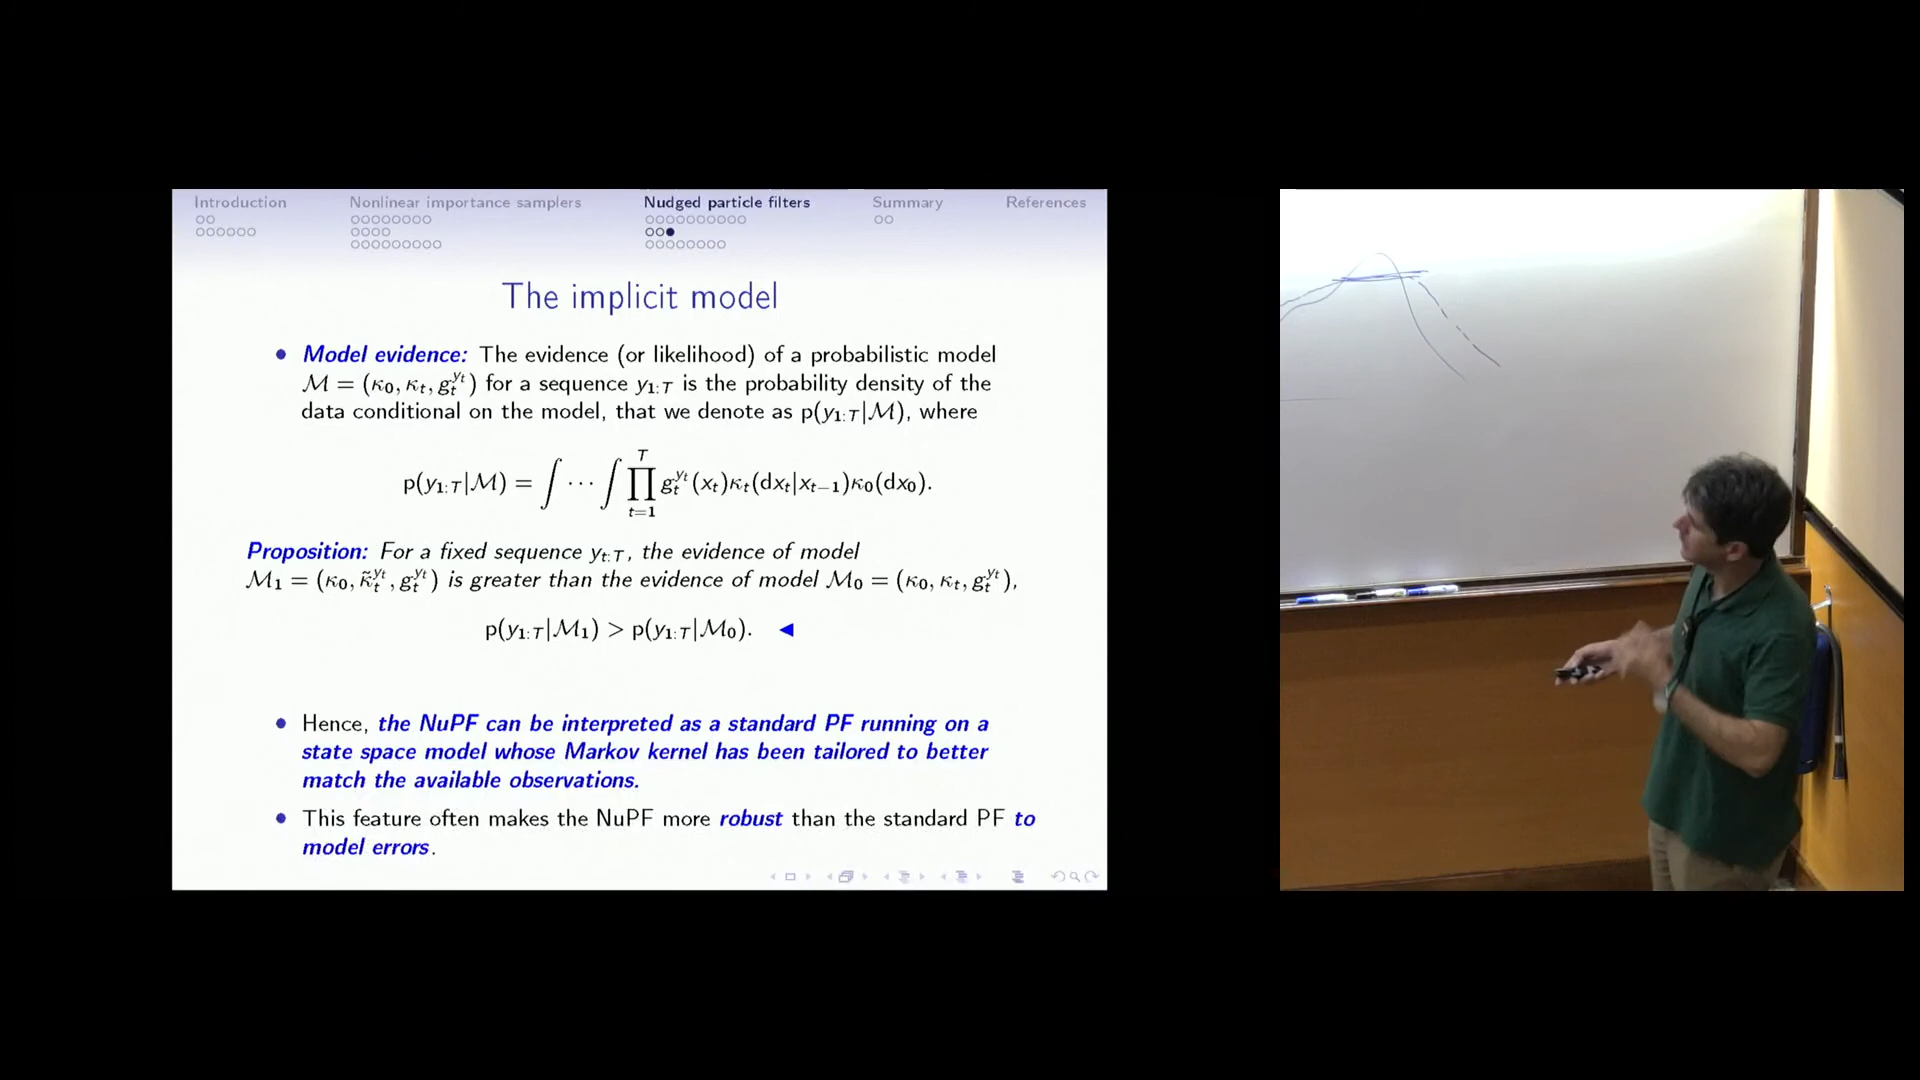 Introduction Nonlinear importance samplers Nudged particle filters Summary References
The implicit model
Model evidence: The evidence (or likelihood) of a probabilistic model
ℳ = (κ₀, κₜ, gₜ^{yₜ}) for a sequence y₁:T is the probability density of the
data conditional on the model, that we denote as p(y₁:T|ℳ), where
p(y₁:T|ℳ) = ∫ ⋯ ∫ ∏_{t=1}^{T} gₜ^{yₜ}(xₜ)κₜ(dxₜ|xₜ₋₁)κ₀(dx₀).
Proposition: For a fixed sequence y_{t:T}, the evidence of model
ℳ₁ = (κ₀, κ̃ₜ^{yₜ}, gₜ^{yₜ}) is greater than the evidence of model ℳ₀ = (κ₀, κₜ, gₜ^{yₜ}),
p(y₁:T|ℳ₁) > p(y₁:T|ℳ₀).
Hence, the NuPF can be interpreted as a standard PF running on a
state space model whose Markov kernel has been tailored to better
match the available observations.
This feature often makes the NuPF more robust than the standard PF to
model errors.